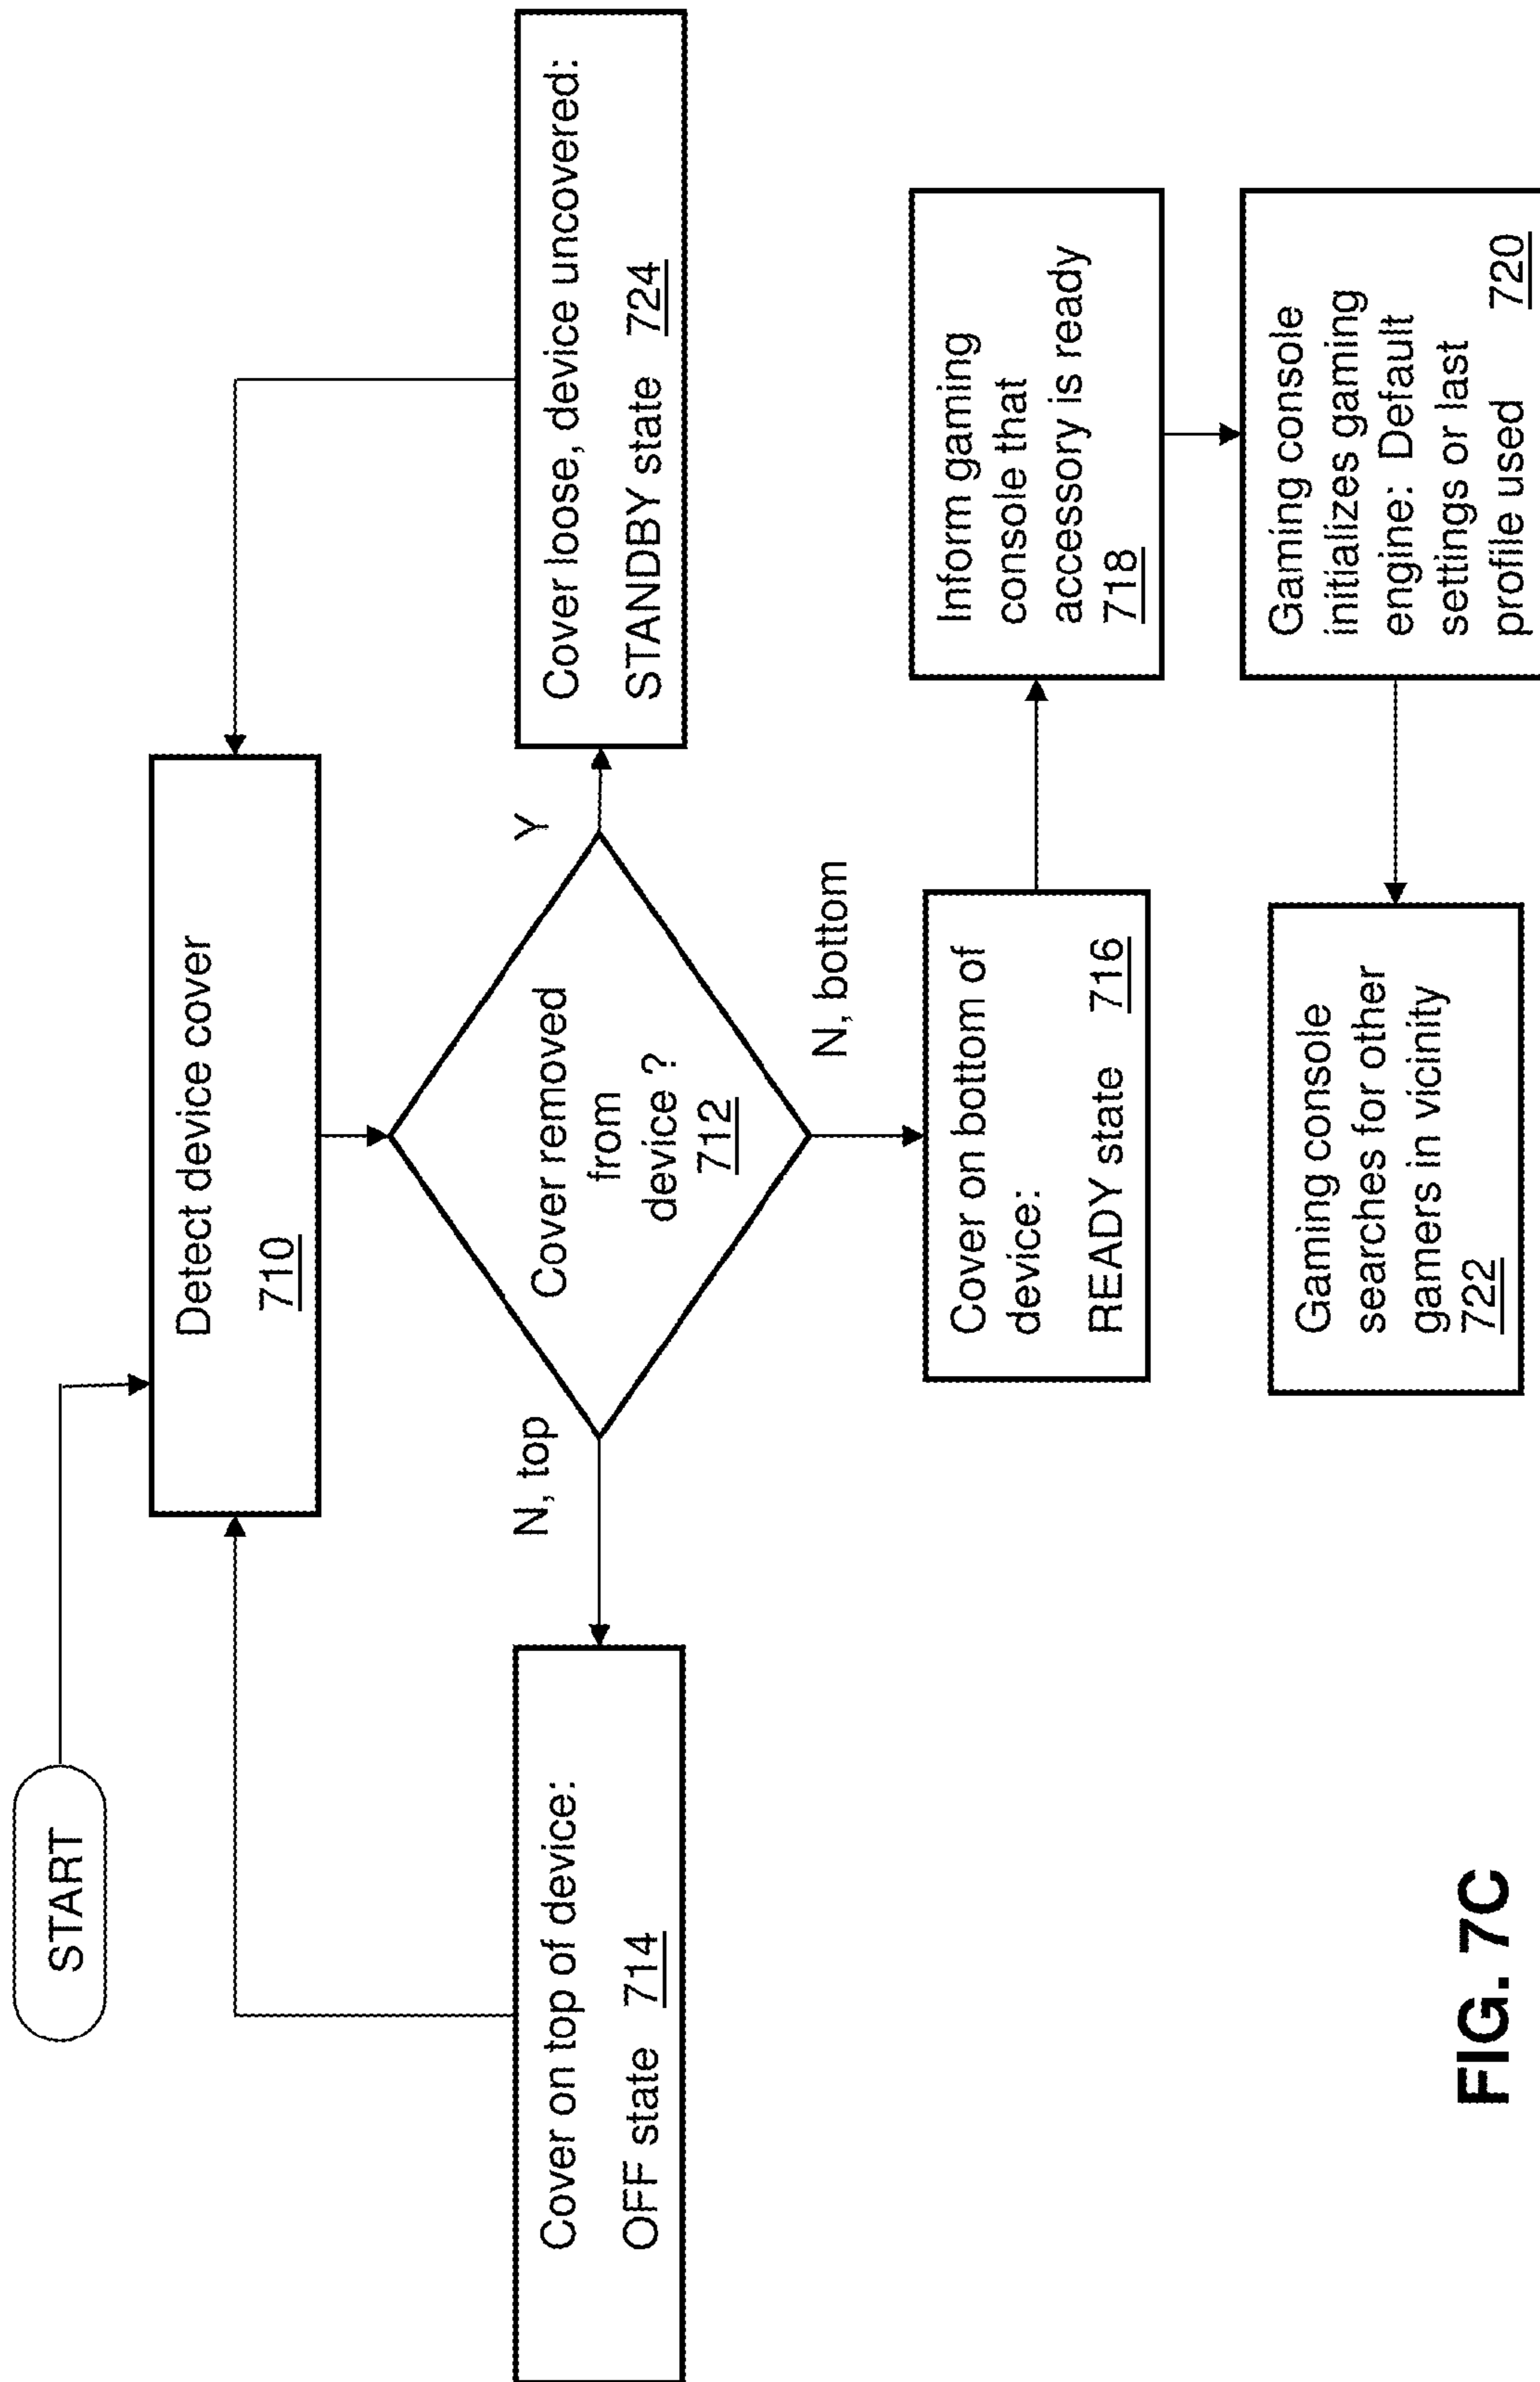 START
Detect device cover
710
Cover removed
from
device ?
712
N, top
Y
N, bottom
Cover on top of device:
OFF state 714
Cover loose, device uncovered:
STANDBY state 724
Cover on bottom of
device:
READY state 716
Inform gaming
console that
accessory is ready
718
Gaming console
initializes gaming
engine: Default
settings or last
profile used 720
Gaming console
searches for other
gamers in vicinity
722
FIG. 7C